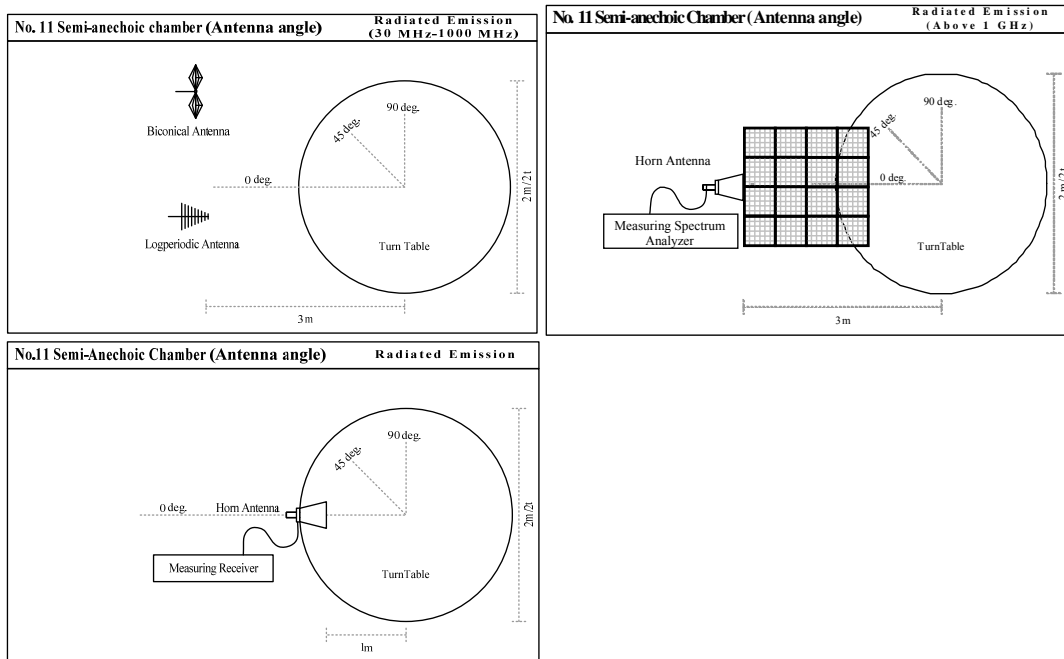 No. 11 Semi-anechoic chamber (Antenna angle)
Radiated Emission
(30 MHz-1000 MHz)
Biconical Antenna
90 deg.
45 deg.
0 deg.
Logperiodic Antenna
Turn Table
2 m/2t
3 m
No. 11 Semi-anechoic Chamber (Antenna angle)
Radiated Emission
(Above 1 GHz)
90 deg.
45 deg.
Horn Antenna
0 deg.
Measuring Spectrum
Analyzer
TurnTable
2 m/2t
3 m
No.11 Semi-Anechoic Chamber (Antenna angle)
Radiated Emission
90 deg.
45 deg.
0 deg.
Horn Antenna
Measuring Receiver
TurnTable
2m/2t
1m